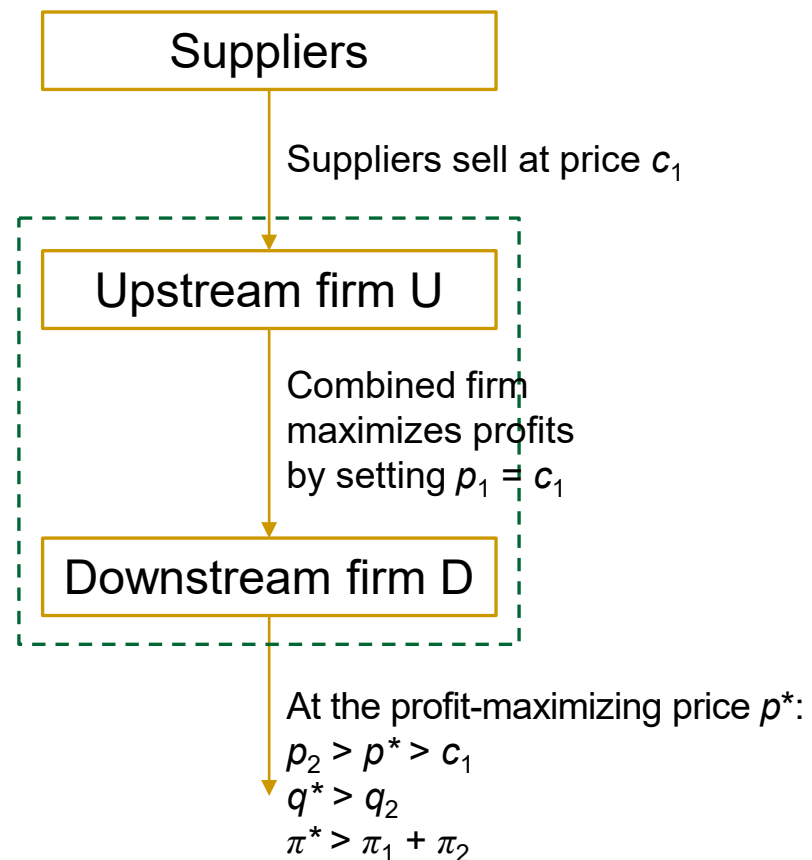 Suppliers
Suppliers sell at price c₁
Upstream firm U
Combined firm
maximizes profits
by setting p₁ = c₁
Downstream firm D
At the profit-maximizing price p*:
p₂ > p* > c₁
q* > q₂
π* > π₁ + π₂